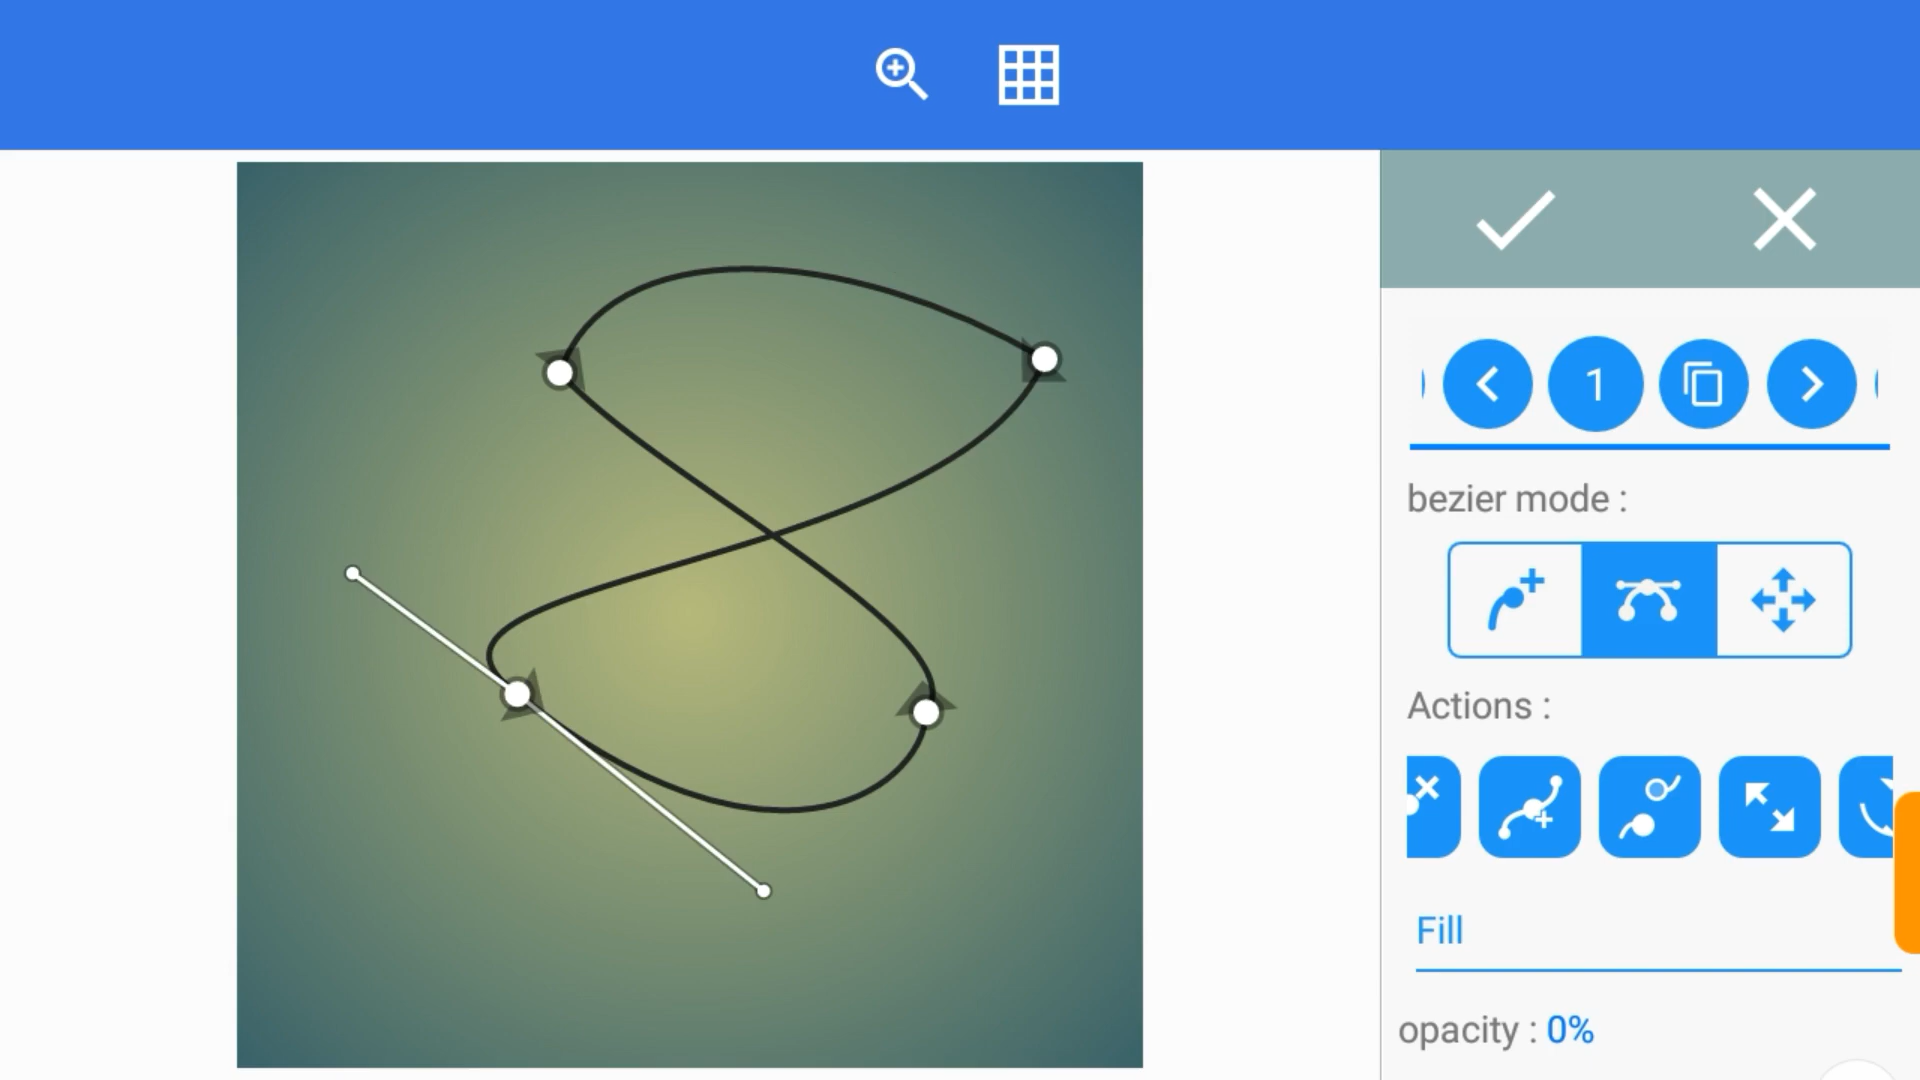 1
bezier mode :
Actions :
Fill
opacity : 0%